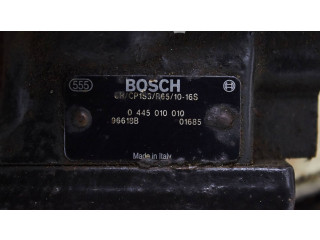 555
BOSCH
CR/CP1S3/R65/10-16S
0 445 010 010
96618B 01685
Made in Italy